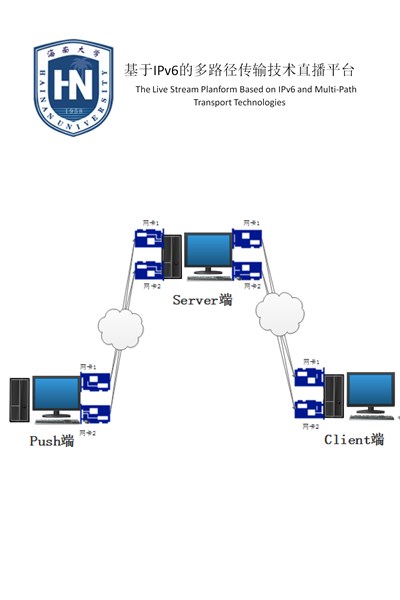 海南大学
HAINAN UNIVERSITY
HN
1958
基于IPv6的多路径传输技术直播平台
The Live Stream Planform Based on IPv6 and Multi-Path
Transport Technologies
网卡1
网卡1
网卡2
网卡2
Server端
网卡1
网卡1
网卡2
网卡2
Push端
Client端